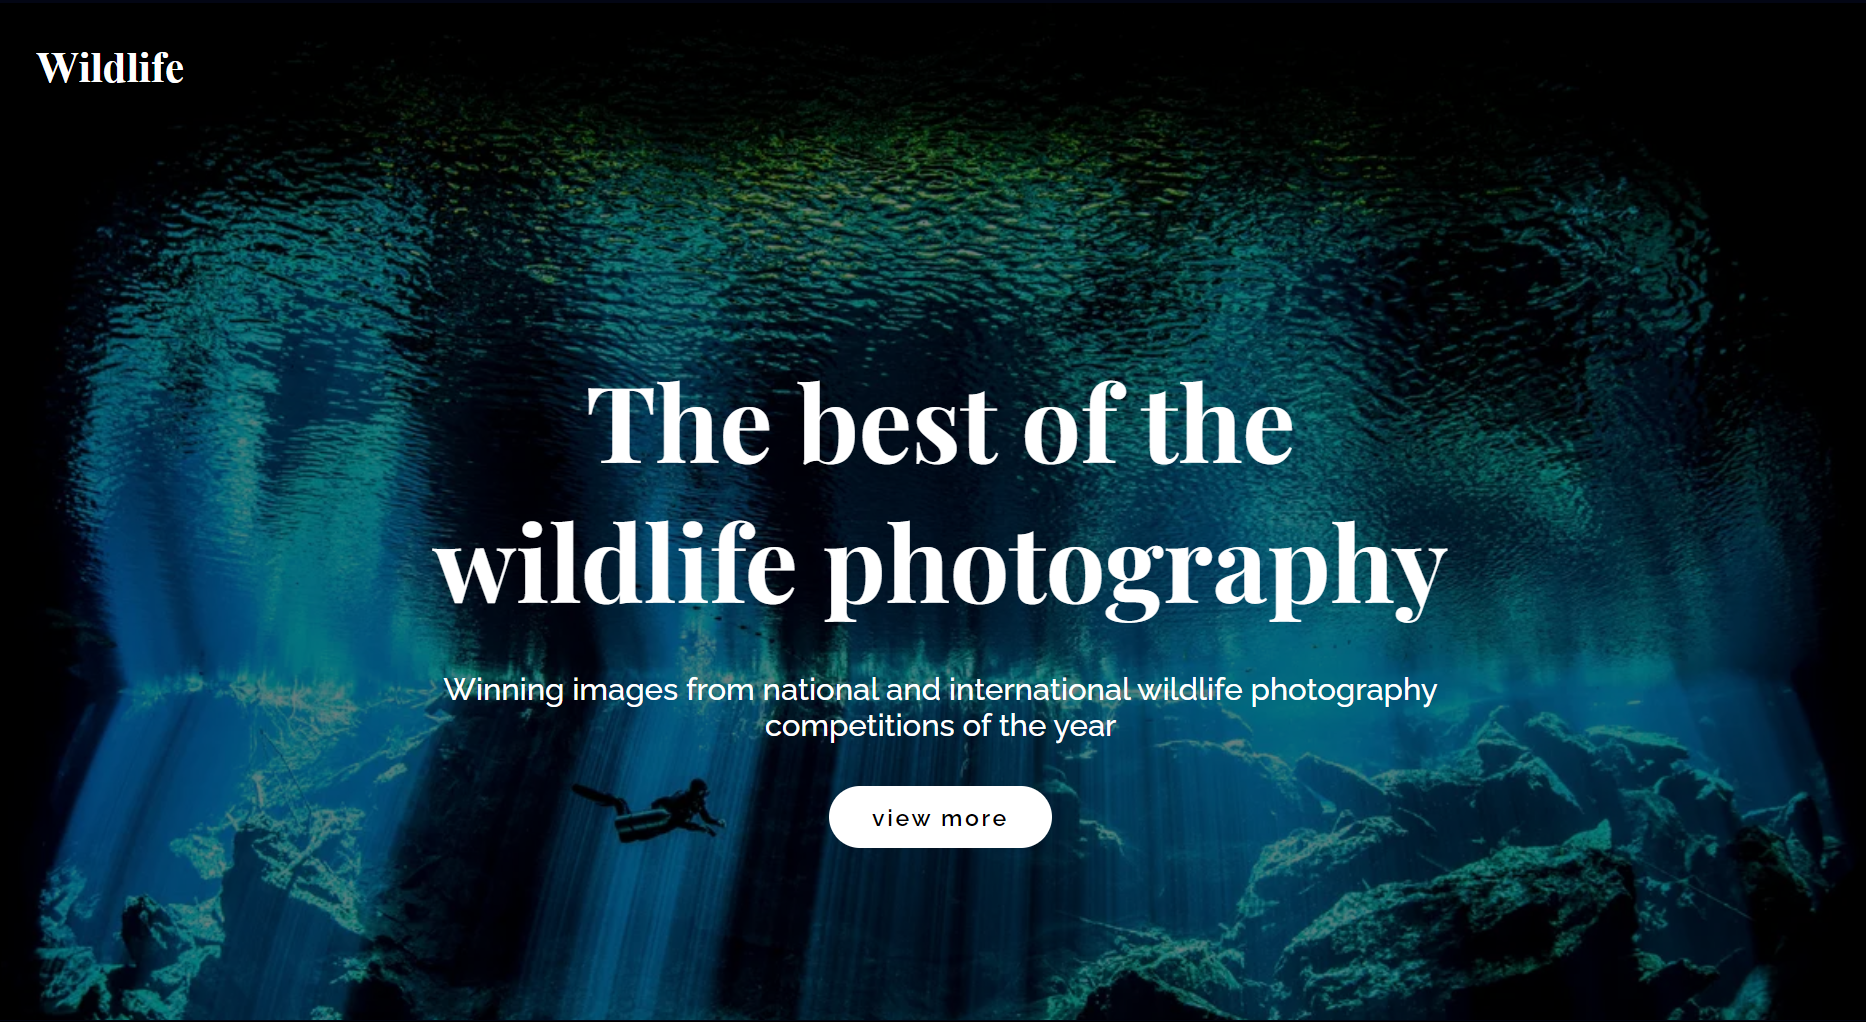 Wildlife
The best of the
wildlife photography
Winning images from national and international wildlife photography
competitions of the year
view more